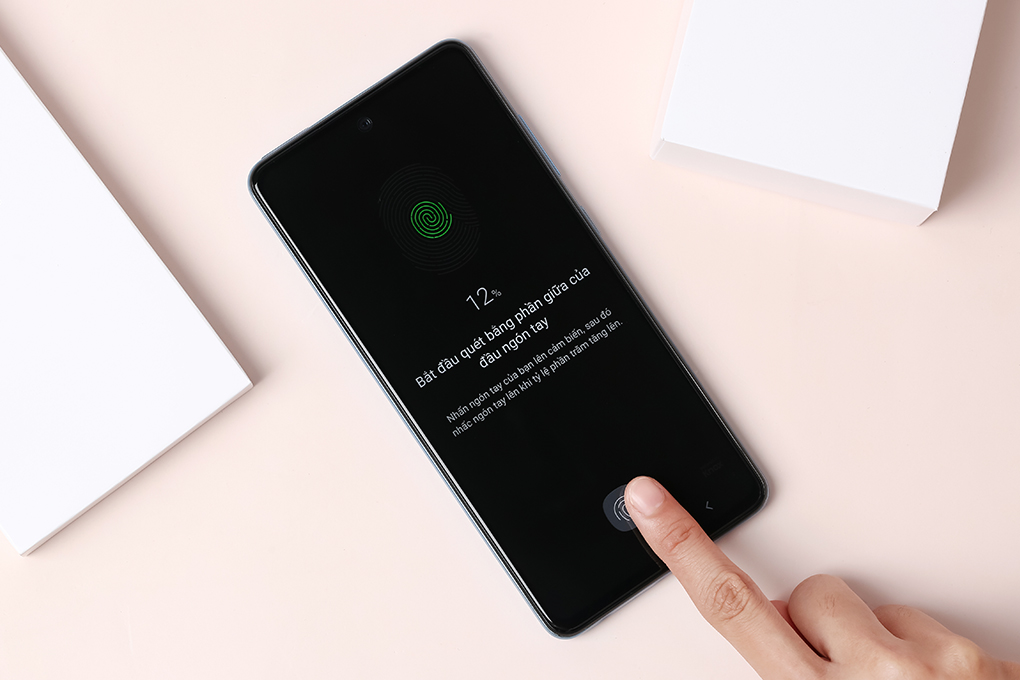 12%
Bắt đầu quét bằng phần giữa của
đầu ngón tay
Nhấn ngón tay của bạn lên cảm biến, sau đó
nhấc ngón tay lên khi tỷ lệ phần trăm tăng lên.